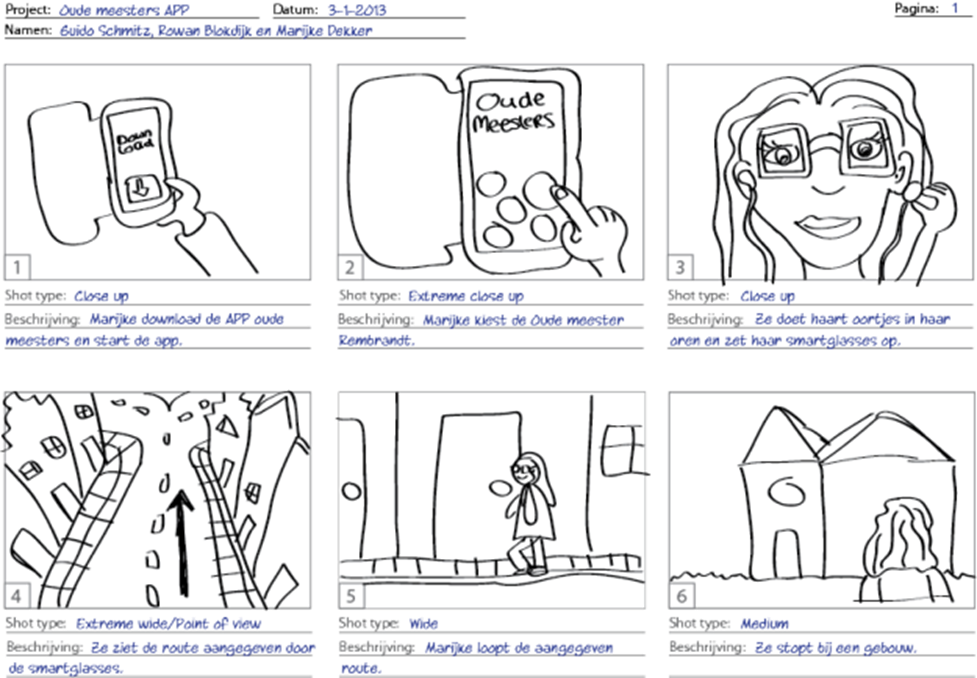 Project: Oude meesters APP Datum: 3-1-2013 Pagina: 1
Namen: Guido Schmitz, Rowan Blokdijk en Marijke Dekker
Down
load
1
Oude
Meesters
2
3
Shot type: Close up
Beschrijving: Marijke download de APP oude
meesters en start de app.
Shot type: Extreme close up
Beschrijving: Marijke kiest de Oude meester
Rembrandt.
Shot type: Close up
Beschrijving: Ze doet haart oortjes in haar
oren en zet haar smartglasses op.
4
5
6
Shot type: Extreme wide/Point of view
Beschrijving: Ze ziet de route aangegeven door
de smartglasses.
Shot type: Wide
Beschrijving: Marijke loopt de aangegeven
route.
Shot type: Medium
Beschrijving: Ze stopt bij een gebouw.